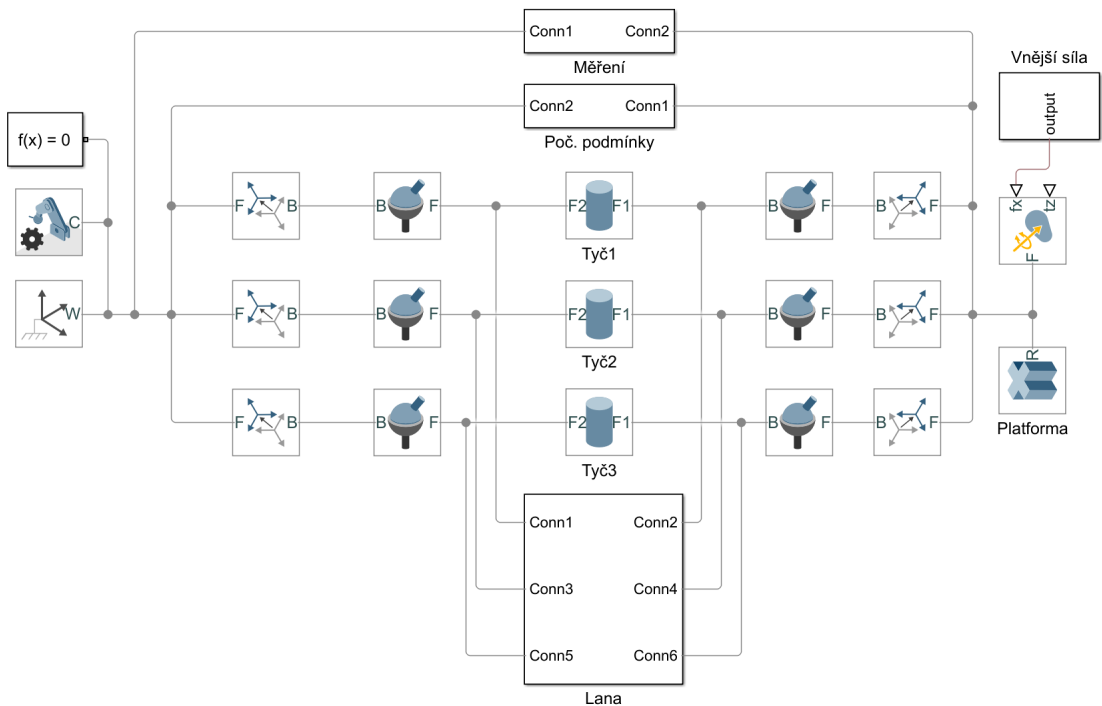 Conn1 Conn2
Měření
Vnější síla
output
Conn2 Conn1
Poč. podmínky
f(x) = 0
fx tz
F B B F F2 F1 B F B F
Tyč1
C
F
W
F B B F F2 F1 B F B F
Tyč2
R
Platforma
F B B F F2 F1 B F B F
Tyč3
Conn1 Conn2
Conn3 Conn4
Conn5 Conn6
Lana